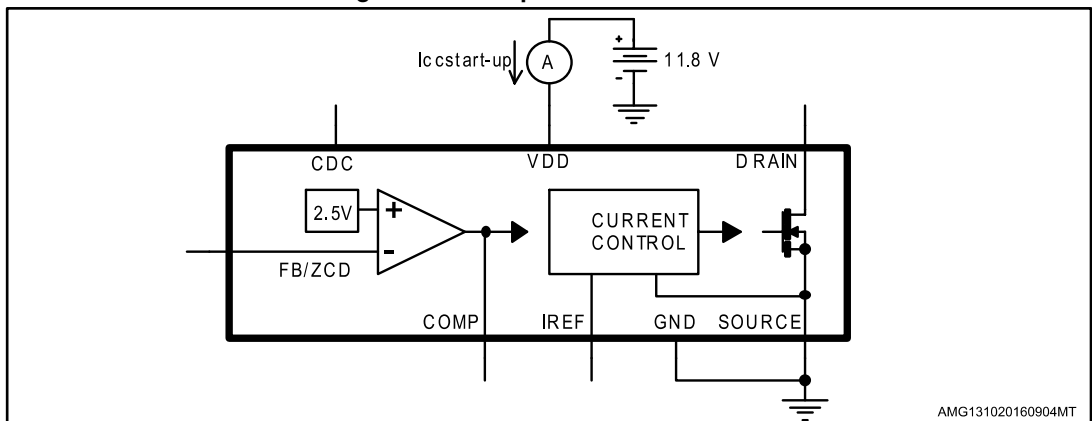 Iccstart-up
A
+
-
11.8 V
CDC
VDD
DRAIN
2.5V
+
-
CURRENT
CONTROL
FB/ZCD
COMP
IREF
GND
SOURCE
AMG131020160904MT